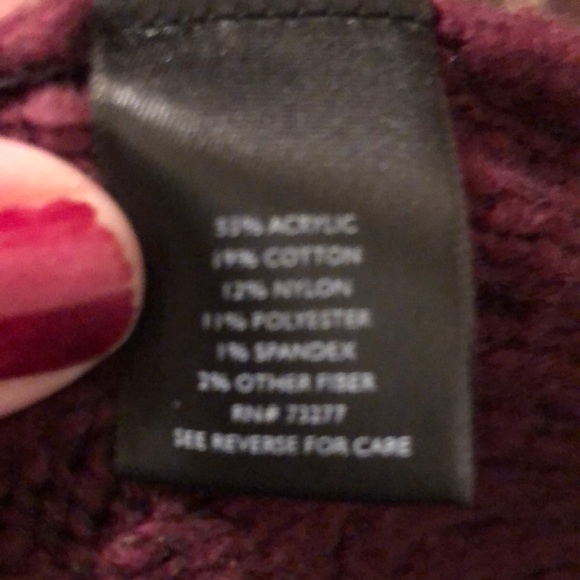 55% ACRYLIC
19% COTTON
12% NYLON
11% POLYESTER
1% SPANDEX
2% OTHER FIBER
RN# 73277
SEE REVERSE FOR CARE